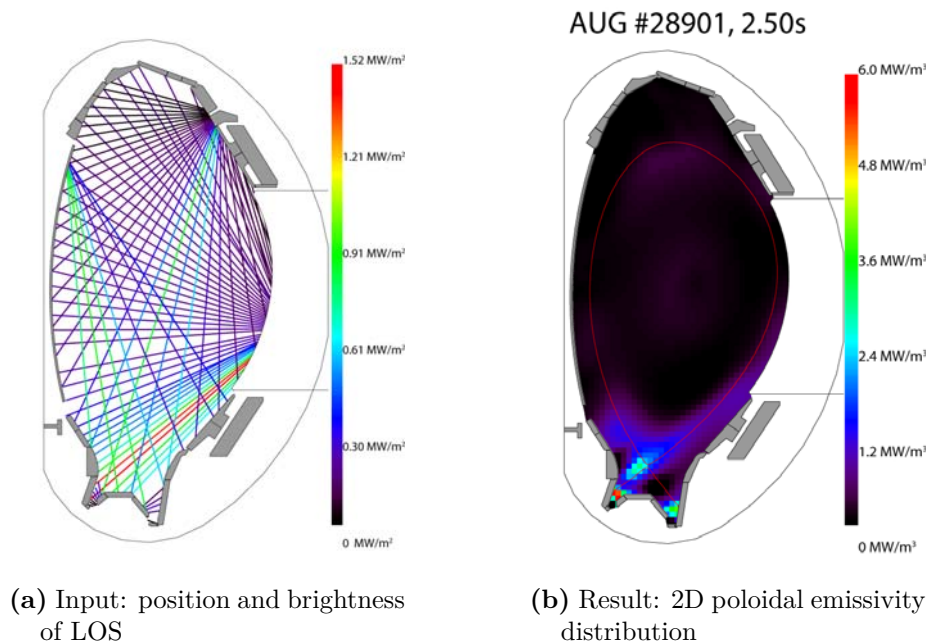 AUG #28901, 2.50s
1.52 MW/m²
1.21 MW/m²
0.91 MW/m²
0.61 MW/m²
0.30 MW/m²
0 MW/m²
6.0 MW/m³
4.8 MW/m³
3.6 MW/m³
2.4 MW/m³
1.2 MW/m³
0 MW/m³
(a) Input: position and brightness
of LOS
(b) Result: 2D poloidal emissivity
distribution